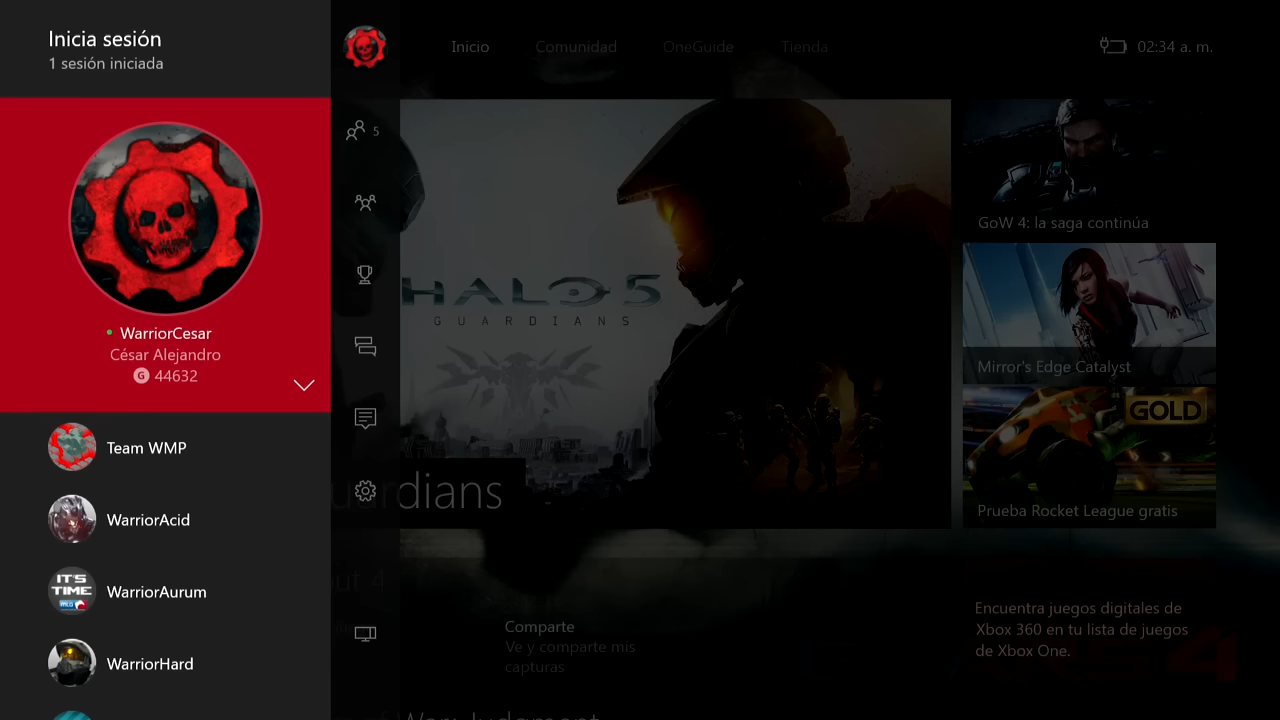 Inicia sesión
1 sesión iniciada
WarriorCesar
César Alejandro
G 44632
Team WMP
WarriorAcid
IT'S
TIME
WarriorAurum
WarriorHard
5
Inicio
Comunidad
OneGuide
Tienda
02:34 a. m.
HALO 5
GUARDIANS
GoW 4: la saga continúa
Mirror's Edge Catalyst
GOLD
Prueba Rocket League gratis
Comparte
Ve y comparte mis
capturas
Encuentra juegos digitales de
Xbox 360 en tu lista de juegos
de Xbox One.